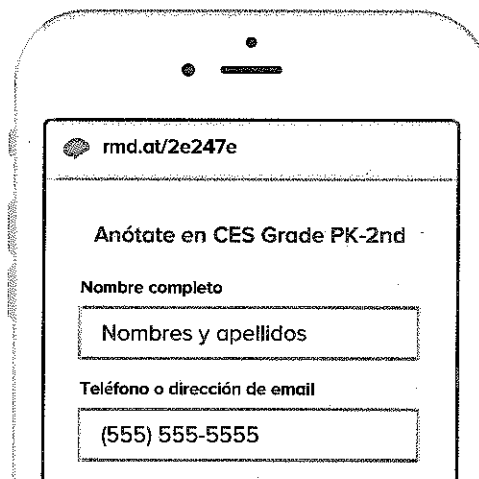 rmd.at/2e247e
Anótate en CES Grade PK-2nd
Nombre completo
Nombres y apellidos
Teléfono o dirección de email
(555) 555-5555